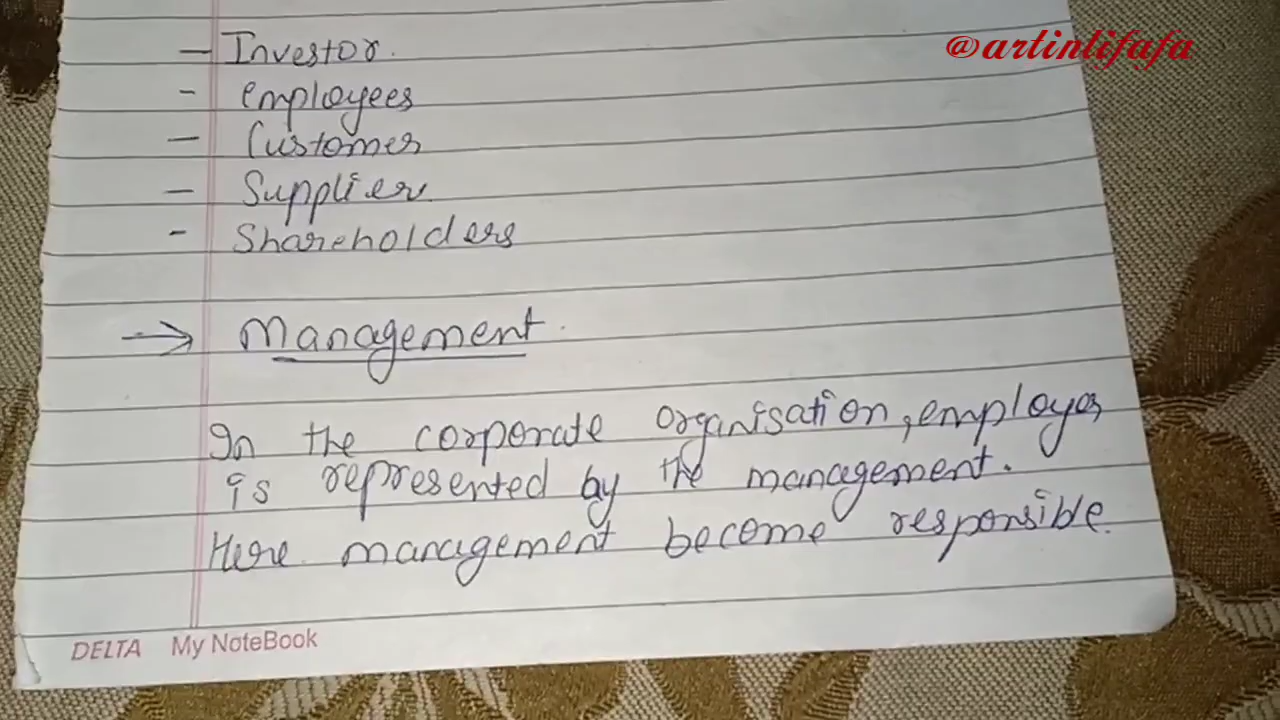 @artinlifafa
- Investor.
- employees
- Customer
- Supplier
- Shareholders
→ Management.
In the corporate organisation, employer
is represented by the management.
Here management become responsible.
DELTA My NoteBook